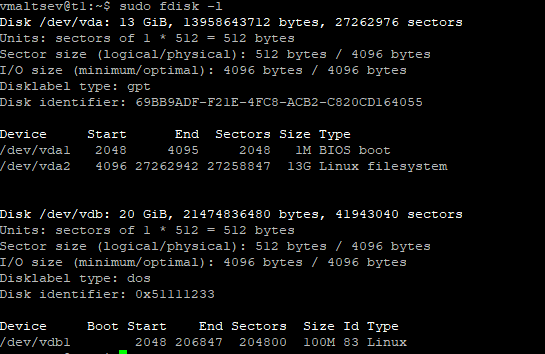 vmaltsev@t1:~$ sudo fdisk -l
Disk /dev/vda: 13 GiB, 13958643712 bytes, 27262976 sectors
Units: sectors of 1 * 512 = 512 bytes
Sector size (logical/physical): 512 bytes / 4096 bytes
I/O size (minimum/optimal): 4096 bytes / 4096 bytes
Disklabel type: gpt
Disk identifier: 69BB9ADF-F21E-4FC8-ACB2-C820CD164055
Device Start End Sectors Size Type
/dev/vda1 2048 4095 2048 1M BIOS boot
/dev/vda2 4096 27262942 27258847 13G Linux filesystem
Disk /dev/vdb: 20 GiB, 21474836480 bytes, 41943040 sectors
Units: sectors of 1 * 512 = 512 bytes
Sector size (logical/physical): 512 bytes / 4096 bytes
I/O size (minimum/optimal): 4096 bytes / 4096 bytes
Disklabel type: dos
Disk identifier: 0x51111233
Device Boot Start End Sectors Size Id Type
/dev/vdb1 2048 206847 204800 100M 83 Linux